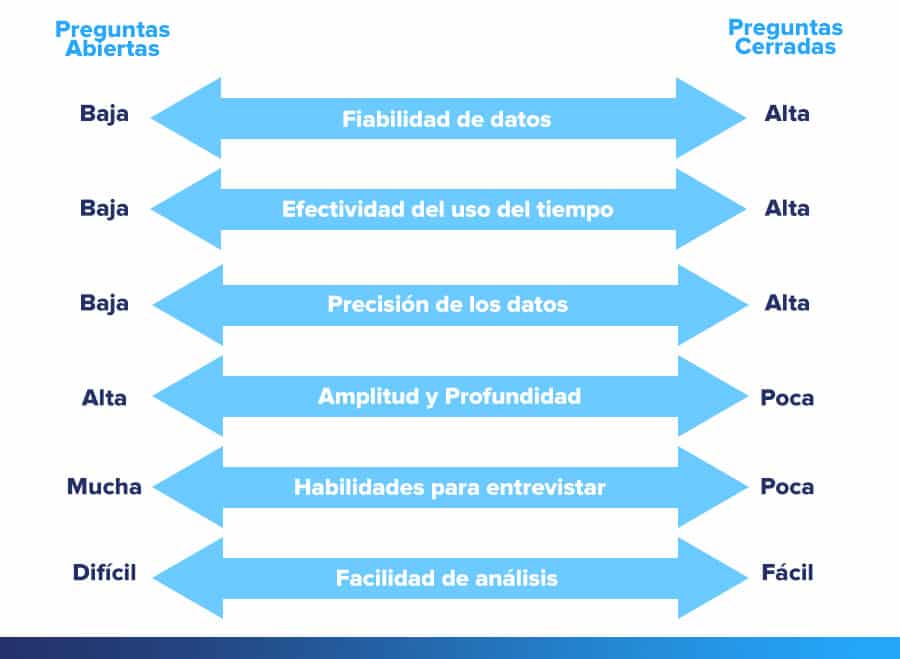 Preguntas
Abiertas
Preguntas
Cerradas
Baja
Fiabilidad de datos
Alta
Baja
Efectividad del uso del tiempo
Alta
Baja
Precisión de los datos
Alta
Alta
Amplitud y Profundidad
Poca
Mucha
Habilidades para entrevistar
Poca
Difícil
Facilidad de análisis
Fácil